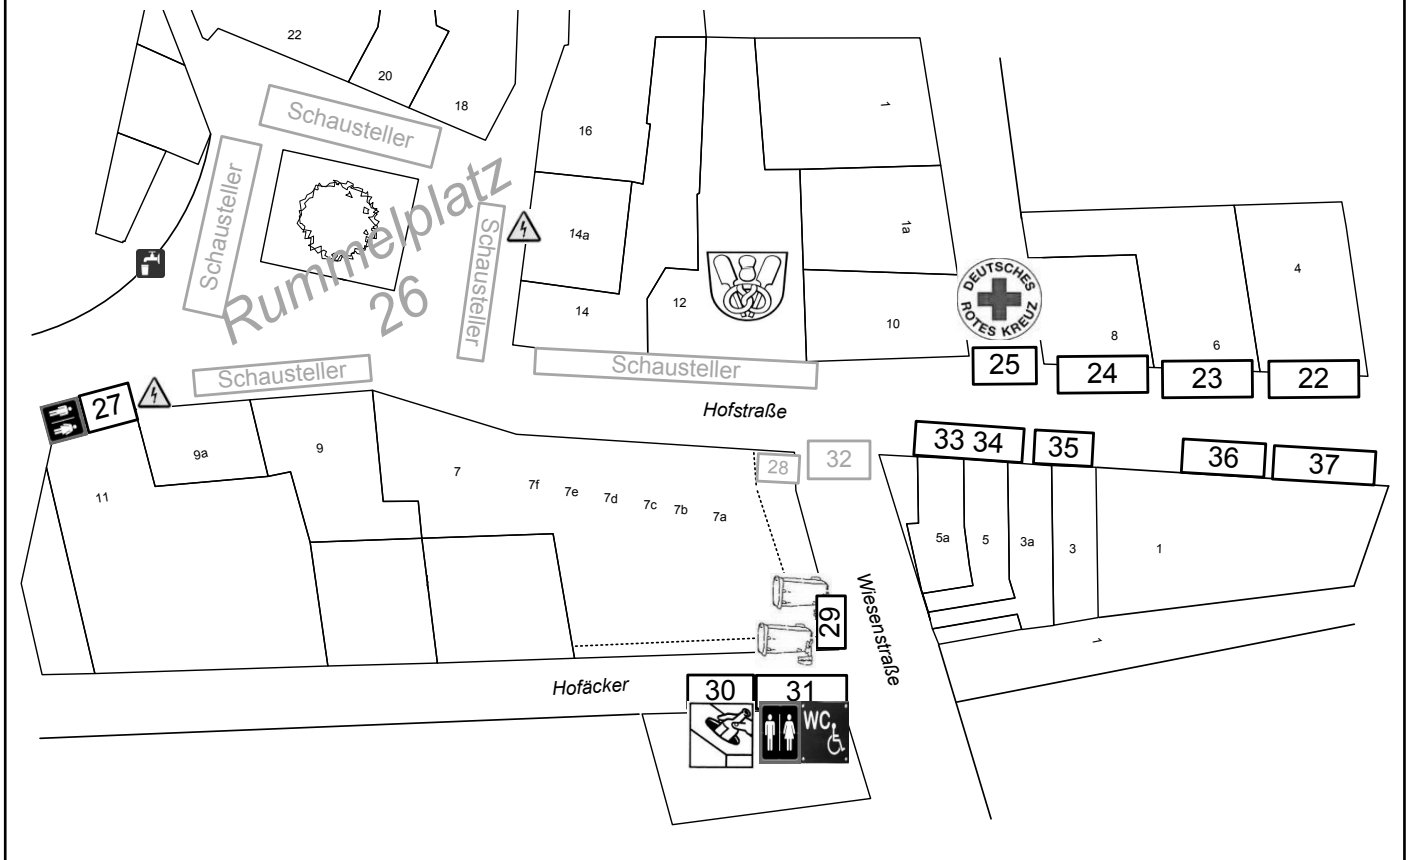 22
20
18
Schausteller
16
1
Schausteller
Rummelplatz
26
Schausteller
14a
1a
14
12
10
DEUTSCHES
ROTES KREUZ
8
6
4
Schausteller
Schausteller
25
24
23
22
27
Hofstraße
9a
9
7
7f
7e
7d
7c
7b
7a
11
28
32
33 34
35
36
37
5a
5
3a
3
1
1
29
Wiesenstraße
Hofäcker
30
31
WC